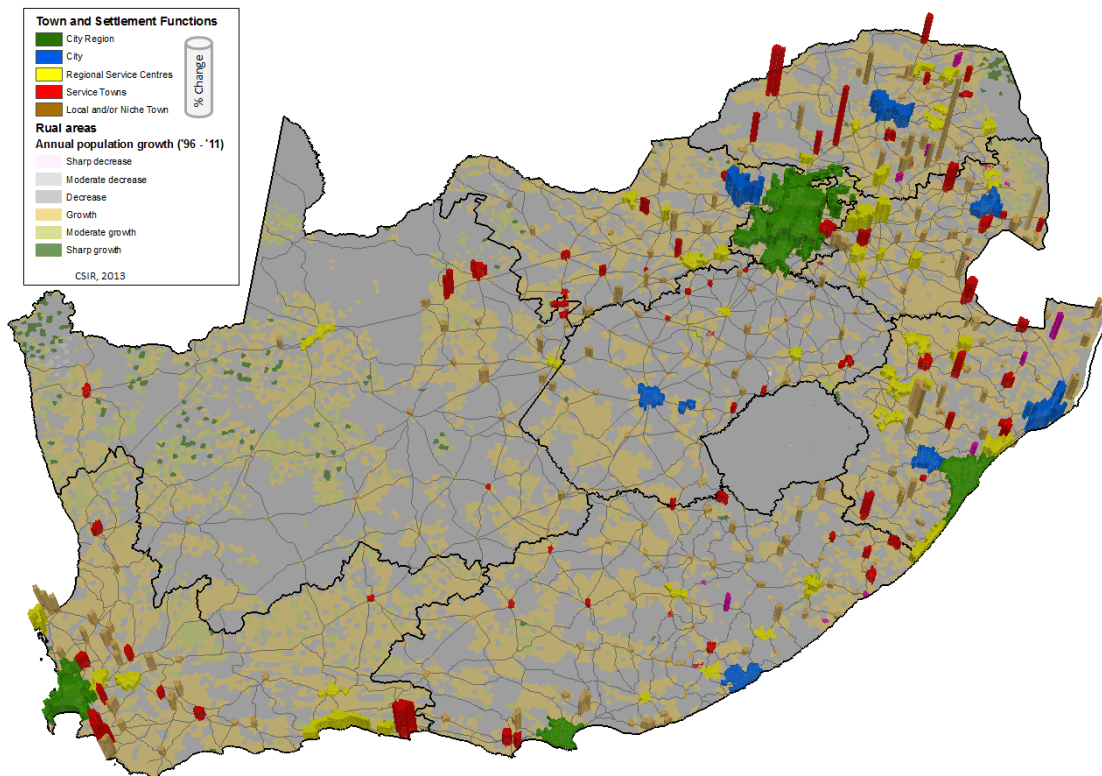 Town and Settlement Functions
City Region
City
Regional Service Centres
Service Towns
Local and/or Niche Town
% Change
Rual areas
Annual population growth ('96 - '11)
Sharp decrease
Moderate decrease
Decrease
Growth
Moderate growth
Sharp growth
CSIR, 2013